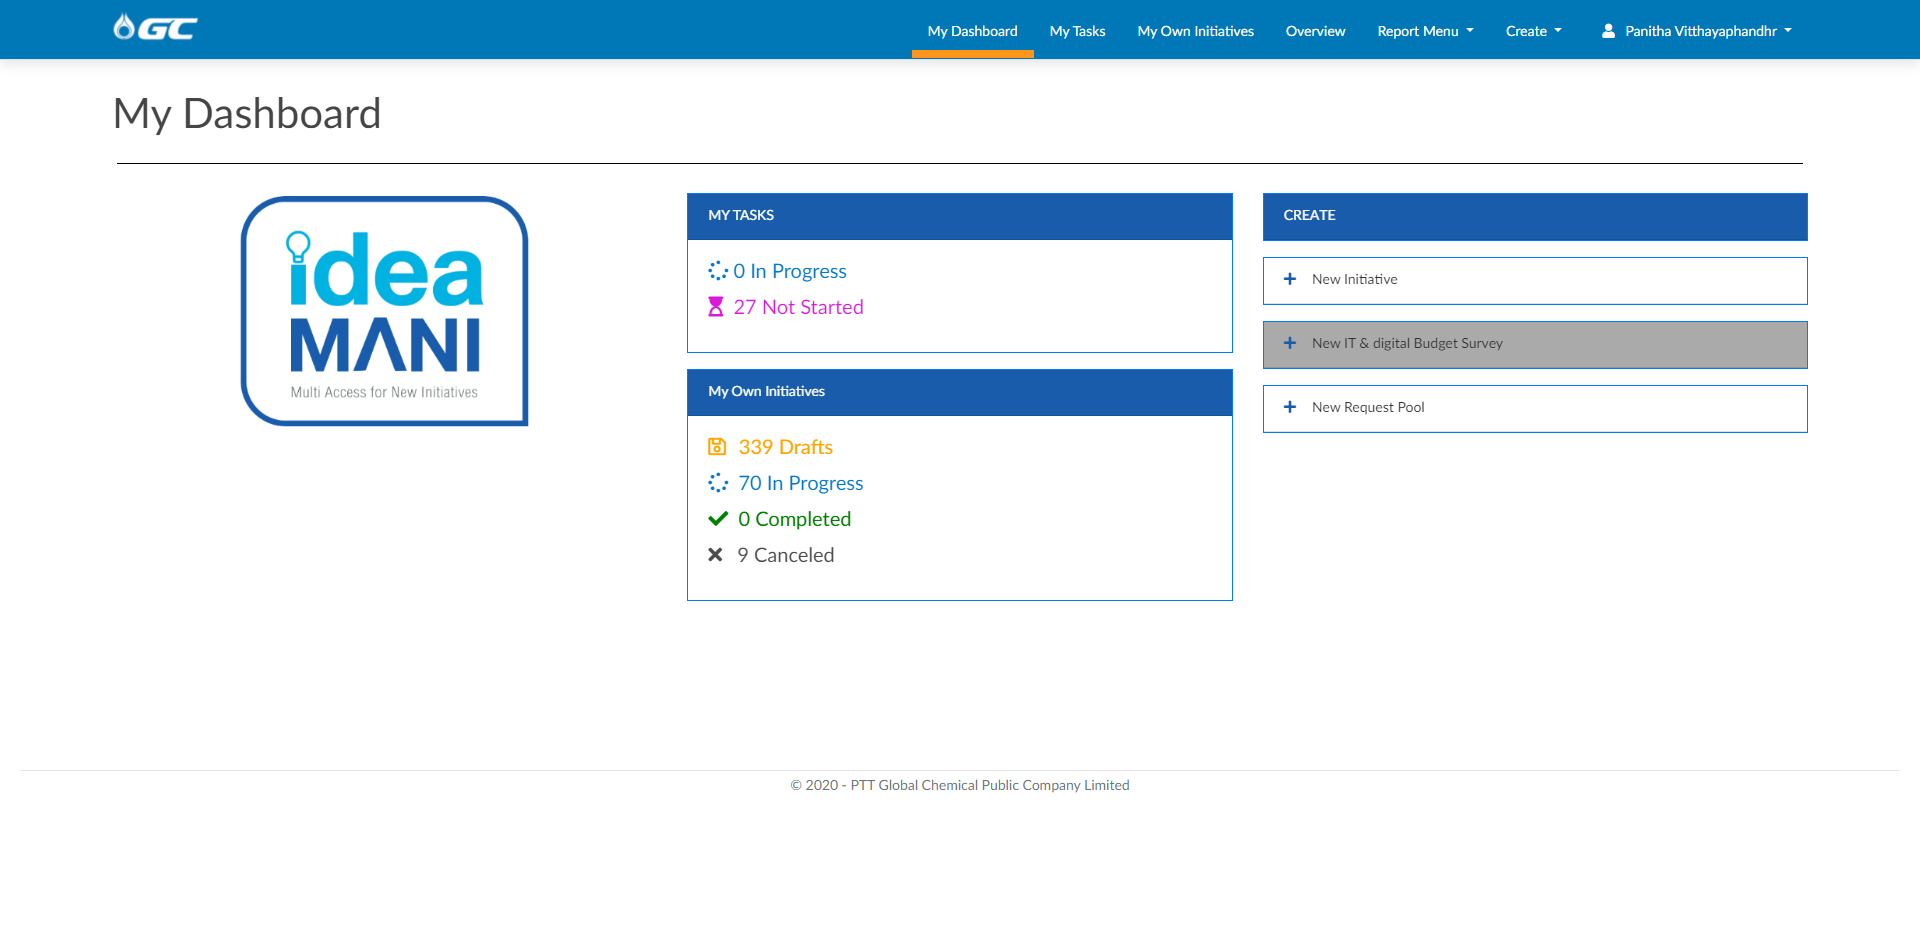 GC
My Dashboard
My Tasks
My Own Initiatives
Overview
Report Menu
Create
Panitha Vitthayaphandhr
My Dashboard
idea
MANI
Multi Access for New Initiatives
MY TASKS
0 In Progress
27 Not Started
My Own Initiatives
339 Drafts
70 In Progress
0 Completed
9 Canceled
CREATE
New Initiative
New IT & digital Budget Survey
New Request Pool
© 2020 - PTT Global Chemical Public Company Limited